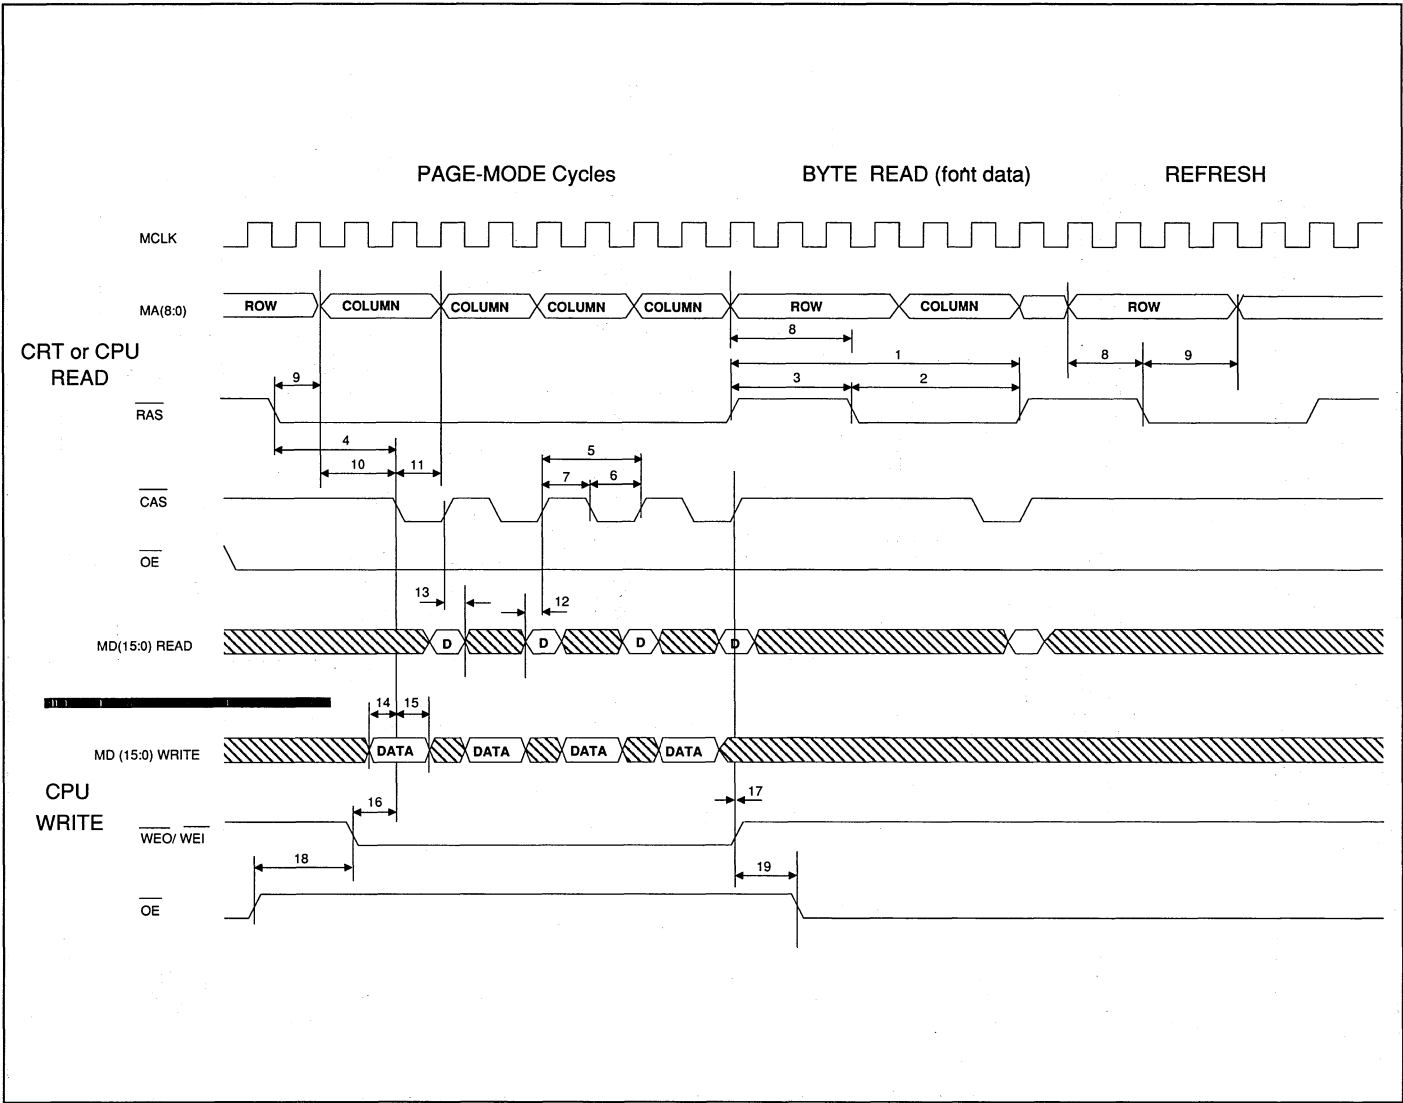 PAGE-MODE Cycles BYTE READ (font data) REFRESH
MCLK
MA(8:0) ROW COLUMN COLUMN COLUMN COLUMN ROW COLUMN ROW
8
CRT or CPU
READ
1
8 9
9
3 2
RAS
4
5
10 11
7 6
CAS
OE
13
12
MD(15:0) READ D D D D
14 15
MD (15:0) WRITE DATA DATA DATA DATA
CPU
WRITE
17
16
WEO/ WEI
18
19
OE